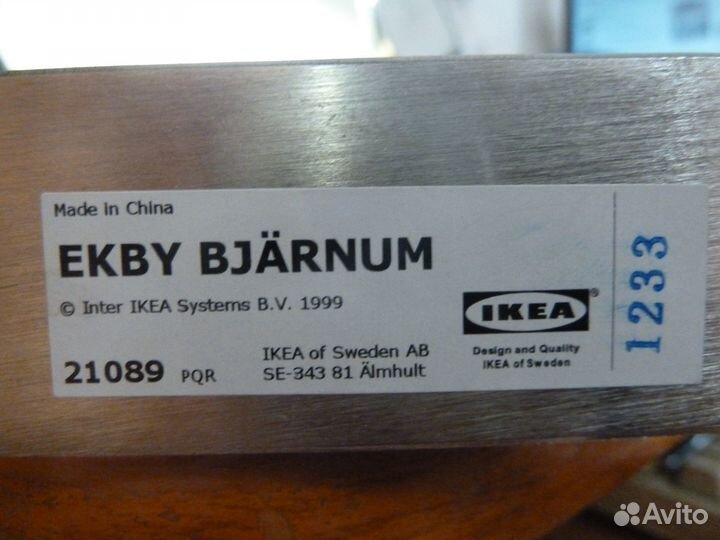 Made in China
EKBY BJÄRNUM
© Inter IKEA Systems B.V. 1999
21089 PQR
IKEA of Sweden AB
SE-343 81 Älmhult
IKEA®
Design and Quality
IKEA of Sweden
1233
Avito